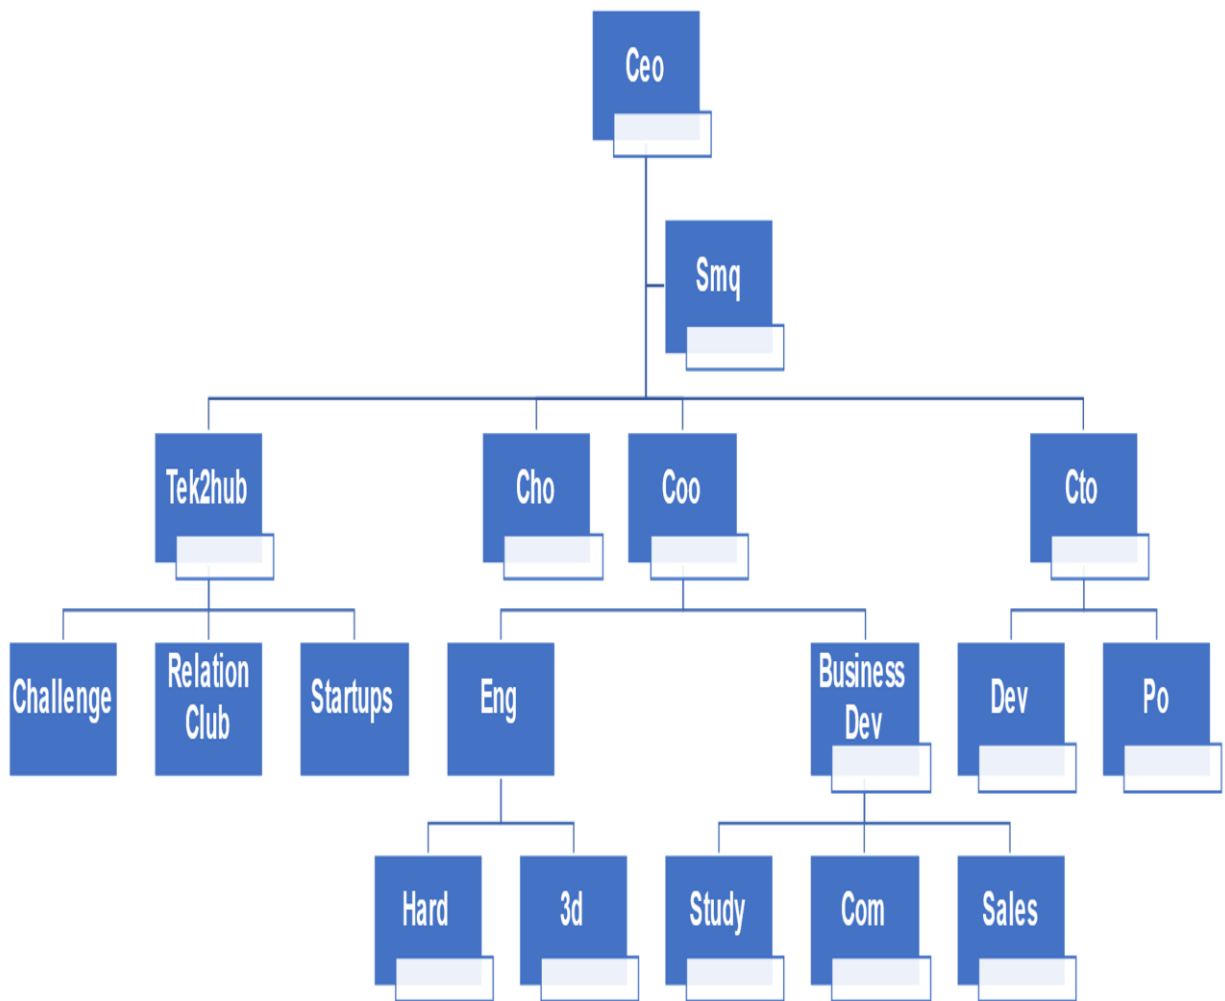 Ceo
Smq
Tek2hub
Cho
Coo
Cto
Challenge
Relation
Club
Startups
Eng
Business
Dev
Dev
Po
Hard
3d
Study
Com
Sales